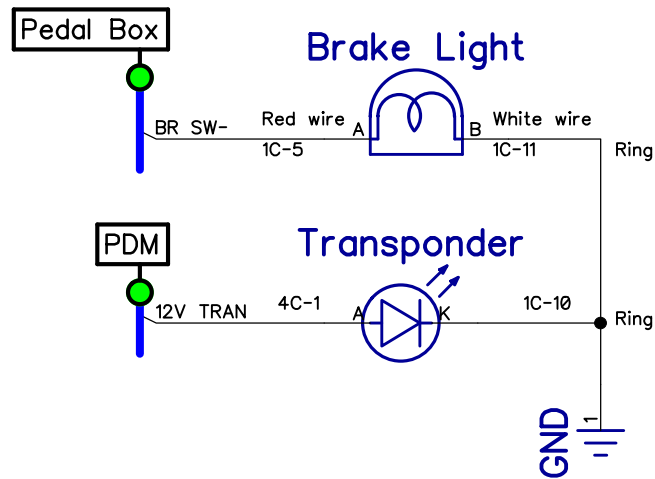 Pedal Box
Brake Light
BR SW-
Red wire
A
B
White wire
1C-5
1C-11
Ring
PDM
Transponder
12V TRAN
4C-1
A
K
1C-10
Ring
GND
1